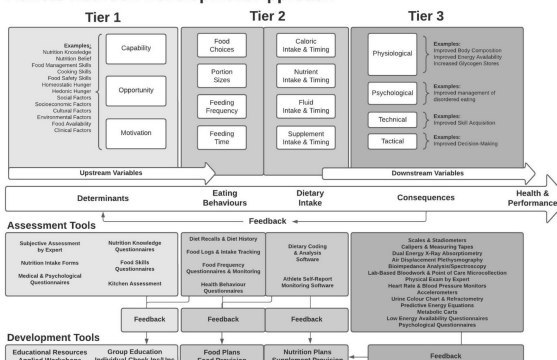 Tier 1
Tier 2
Tier 3
Examples:
Nutrition Knowledge
Nutrition Belief
Food Management Skills
Cooking Skills
Food Safety Skills
Homeostatic Hunger
Hedonic Hunger
Social Factors
Socioeconomic Factors
Cultural Factors
Environmental Factors
Food Availability
Clinical Factors
Capability
Opportunity
Motivation
Food
Choices
Portion
Sizes
Feeding
Frequency
Feeding
Time
Caloric
Intake & Timing
Nutrient
Intake & Timing
Fluid
Intake & Timing
Supplement
Intake & Timing
Physiological
Examples:
Improved Body Composition
Improved Energy Availability
Increased Glycogen Stores
Psychological
Examples:
Improved management of
disordered eating
Technical
Examples:
Improved Skill Acquisition
Tactical
Examples:
Improved Decision-Making
Upstream Variables
Downstream Variables
Determinants
Eating
Behaviours
Dietary
Intake
Consequences
Health &
Performance
Feedback
Assessment Tools
Subjective Assessment
by Expert
Nutrition Intake Forms
Medical & Psychological
Questionnaires
Nutrition Knowledge
Questionnaires
Food Skills
Questionnaires
Kitchen Assessment
Diet Recalls & Diet History
Food Logs & Intake Tracking
Food Frequency
Questionnaires & Monitoring
Health Behaviour
Questionnaires
Dietary Coding
& Analysis
Software
Athlete Self-Report
Monitoring Software
Scales & Stadiometers
Calipers & Measuring Tapes
Dual Energy X-Ray Absorptiometry
Air Displacement Plethysmography
Bioimpedance Analysis/Spectroscopy
Lab-Based Bloodwork & Point of Care Microcollection
Physical Exam by Expert
Heart Rate & Blood Pressure Monitors
Accelerometers
Urine Colour Chart & Refractometry
Predictive Energy Equations
Metabolic Carts
Low Energy Availability Questionnaires
Psychological Questionnaires
Feedback
Feedback
Feedback
Development Tools
Educational Resources
Group Education
Food Plans
Nutrition Plans
Feedback